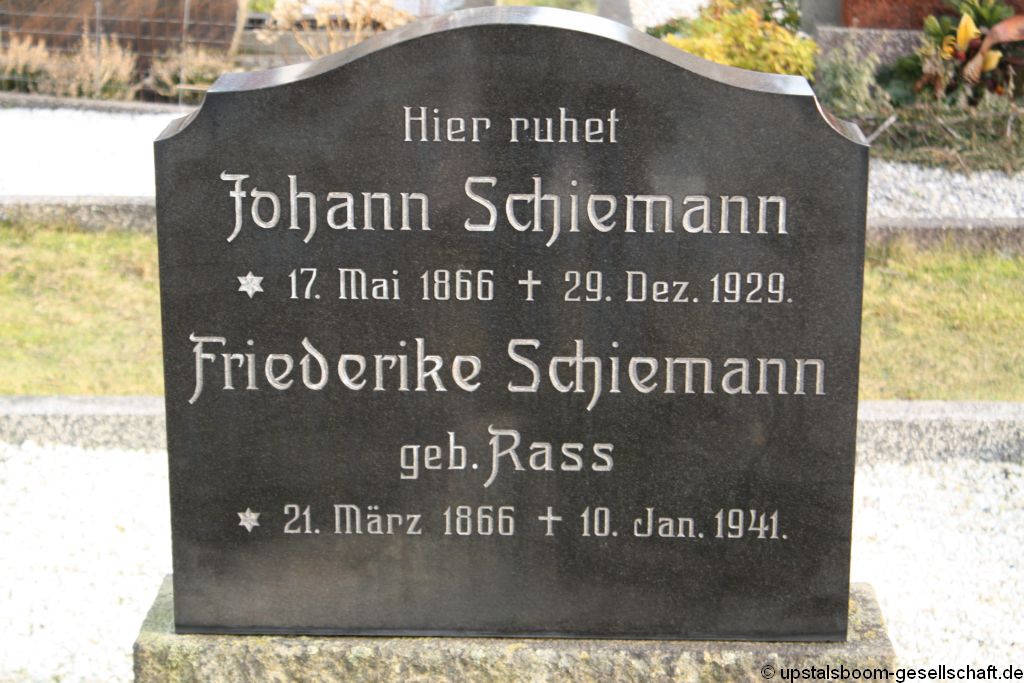 Hier ruhet
Johann Schiemann
* 17. Mai 1866 † 29. Dez. 1929.
Friederike Schiemann
geb. Rass
* 21. März 1866 † 10. Jan. 1941.
© upstalsboom-gesellschaft.de